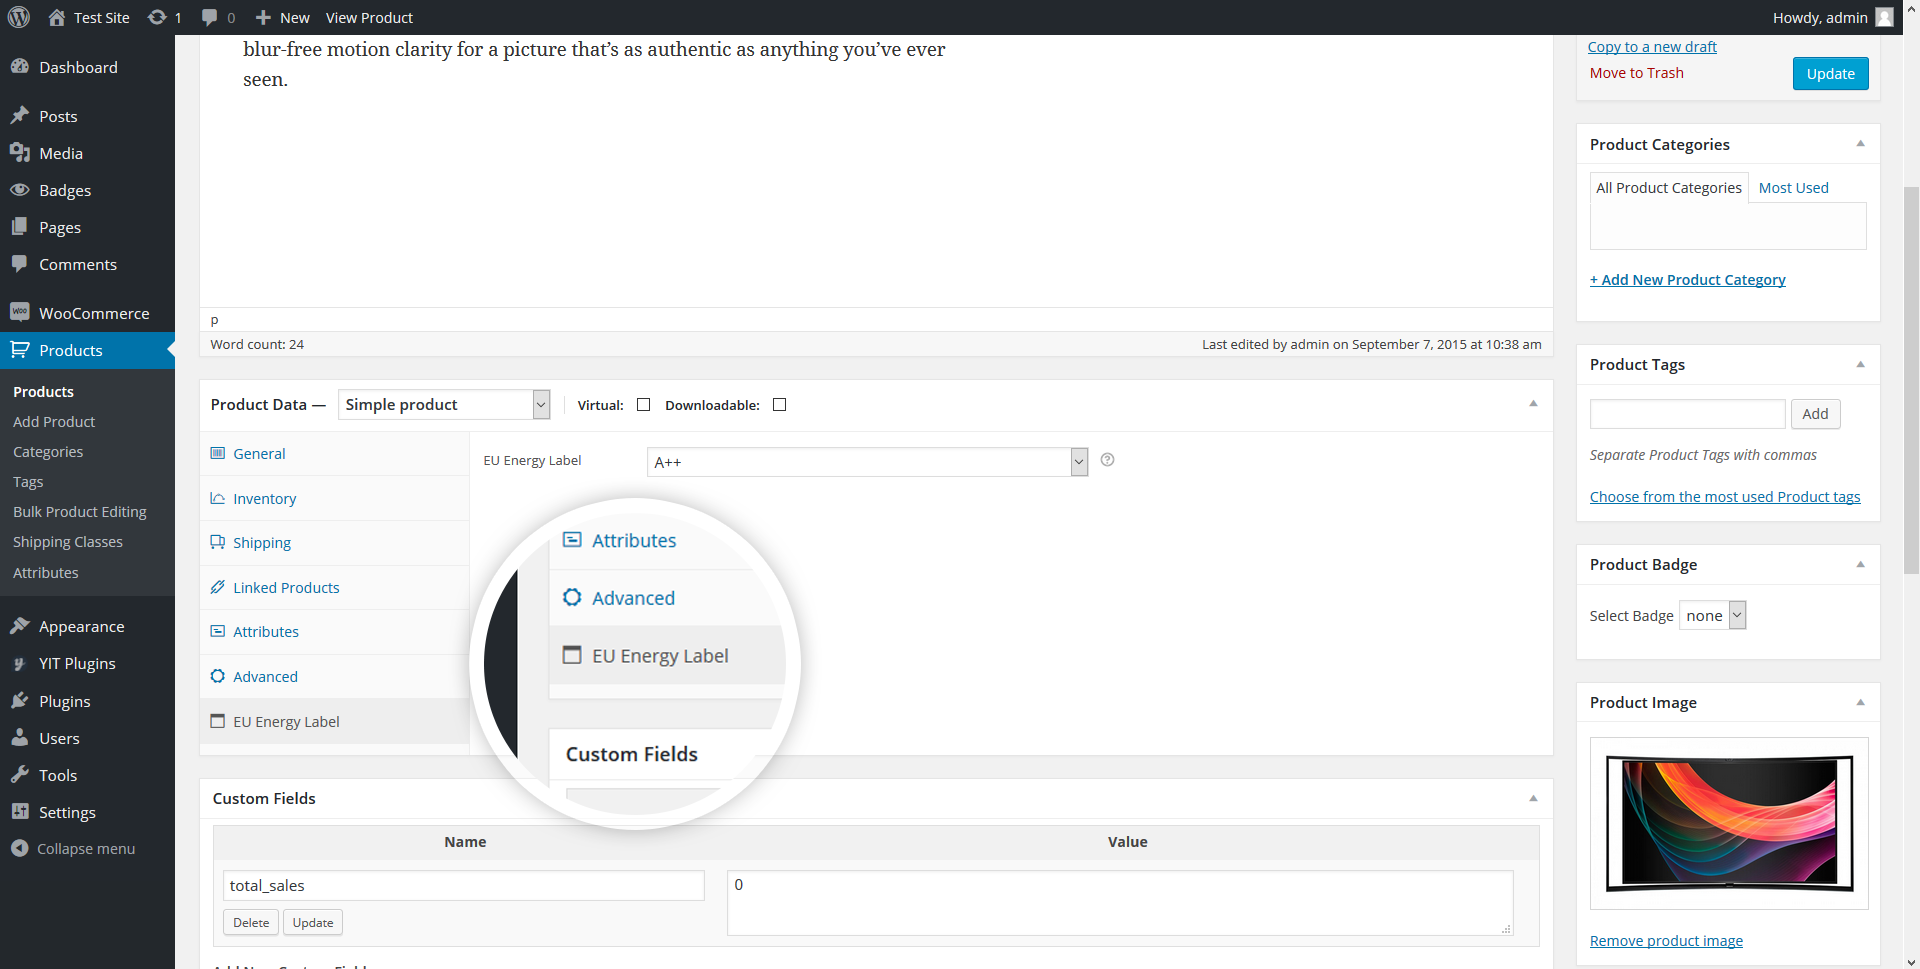 Test Site
1
0
New
View Product
Howdy, admin
Dashboard
Posts
Media
Badges
Pages
Comments
WooCommerce
Products
Products
Add Product
Categories
Tags
Bulk Product Editing
Shipping Classes
Attributes
Appearance
YIT Plugins
Plugins
Users
Tools
Settings
Collapse menu
blur-free motion clarity for a picture that’s as authentic as anything you’ve ever
seen.
p
Word count: 24
Last edited by admin on September 7, 2015 at 10:38 am
Product Data —
Simple product
Virtual:
Downloadable:
General
Inventory
Shipping
Linked Products
Attributes
Advanced
EU Energy Label
EU Energy Label
A++
?
Attributes
Advanced
EU Energy Label
Custom Fields
Custom Fields
Name
Value
total_sales
0
Delete
Update
Copy to a new draft
Move to Trash
Update
Product Categories
All Product Categories
Most Used
+ Add New Product Category
Product Tags
Add
Separate Product Tags with commas
Choose from the most used Product tags
Product Badge
Select Badge
none
Product Image
Remove product image